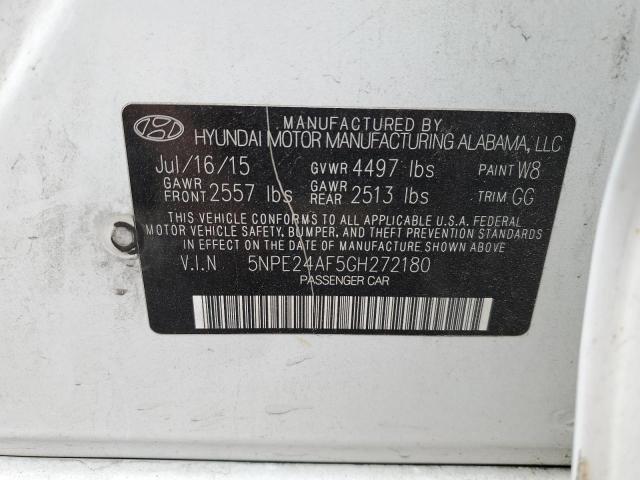 MANUFACTURED BY
HYUNDAI MOTOR MANUFACTURING ALABAMA, LLC
Jul/16/15 GVWR 4497 lbs PAINT W8
GAWR FRONT 2557 lbs GAWR REAR 2513 lbs TRIM GG
THIS VEHICLE CONFORMS TO ALL APPLICABLE U.S.A. FEDERAL
MOTOR VEHICLE SAFETY, BUMPER, AND THEFT PREVENTION STANDARDS
IN EFFECT ON THE DATE OF MANUFACTURE SHOWN ABOVE.
V.I.N 5NPE24AF5GH272180
PASSENGER CAR